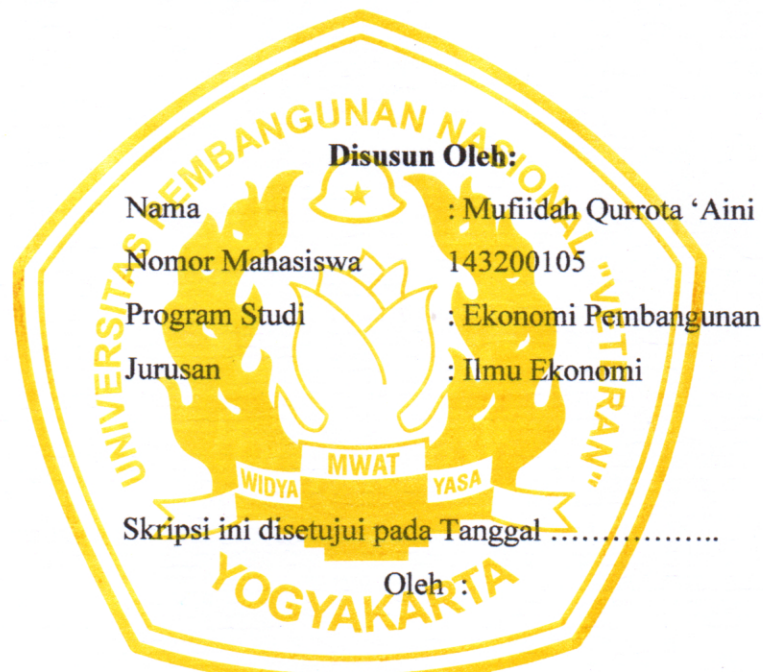 UNIVERSITAS PEMBANGUNAN NASIONAL "VETERAN"
Disusun Oleh:
Nama : Mufiidah Qurrota ‘Aini
Nomor Mahasiswa 143200105
Program Studi : Ekonomi Pembangunan
Jurusan : Ilmu Ekonomi
WIDYA MWAT YASA
Skripsi ini disetujui pada Tanggal ……………..
Oleh :
YOGYAKARTA